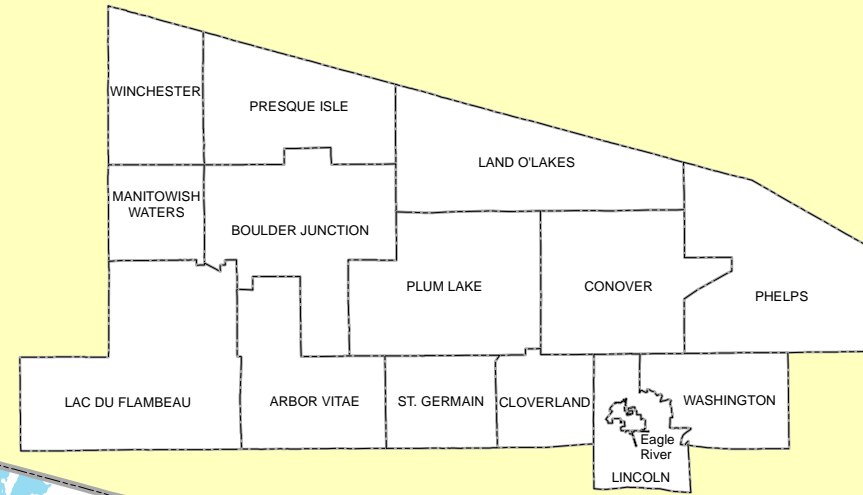 WINCHESTER
PRESQUE ISLE
LAND O'LAKES
MANITOWISH
WATERS
BOULDER JUNCTION
PLUM LAKE
CONOVER
PHELPS
LAC DU FLAMBEAU
ARBOR VITAE
ST. GERMAIN
CLOVERLAND
WASHINGTON
Eagle
River
LINCOLN